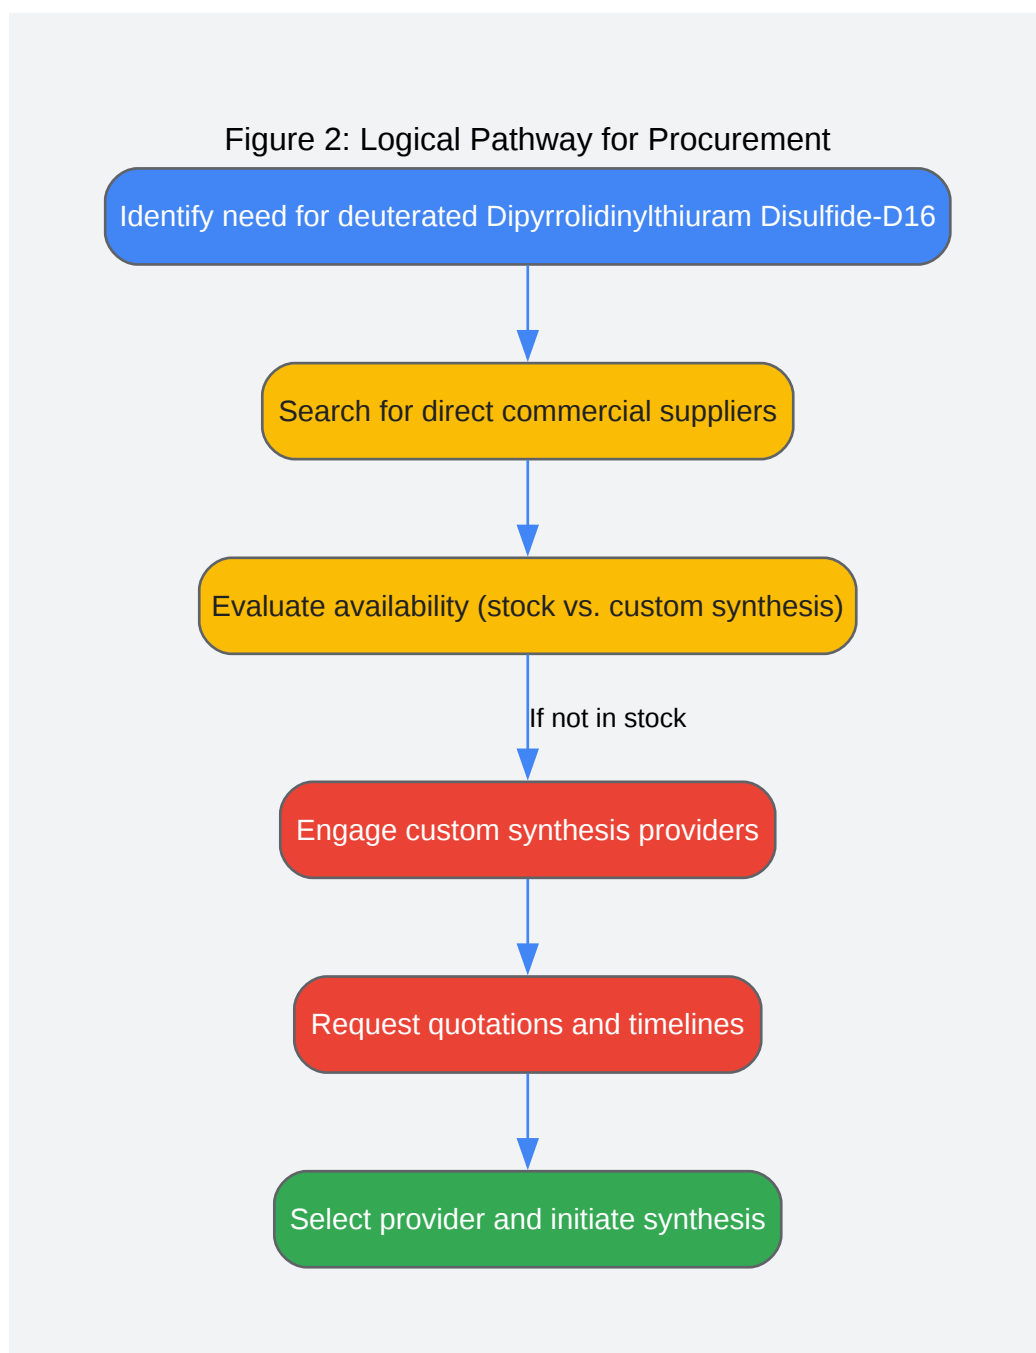 Figure 2: Logical Pathway for Procurement
Identify need for deuterated Dipyrrolidinylthiuram Disulfide-D16
Search for direct commercial suppliers
Evaluate availability (stock vs. custom synthesis)
If not in stock
Engage custom synthesis providers
Request quotations and timelines
Select provider and initiate synthesis